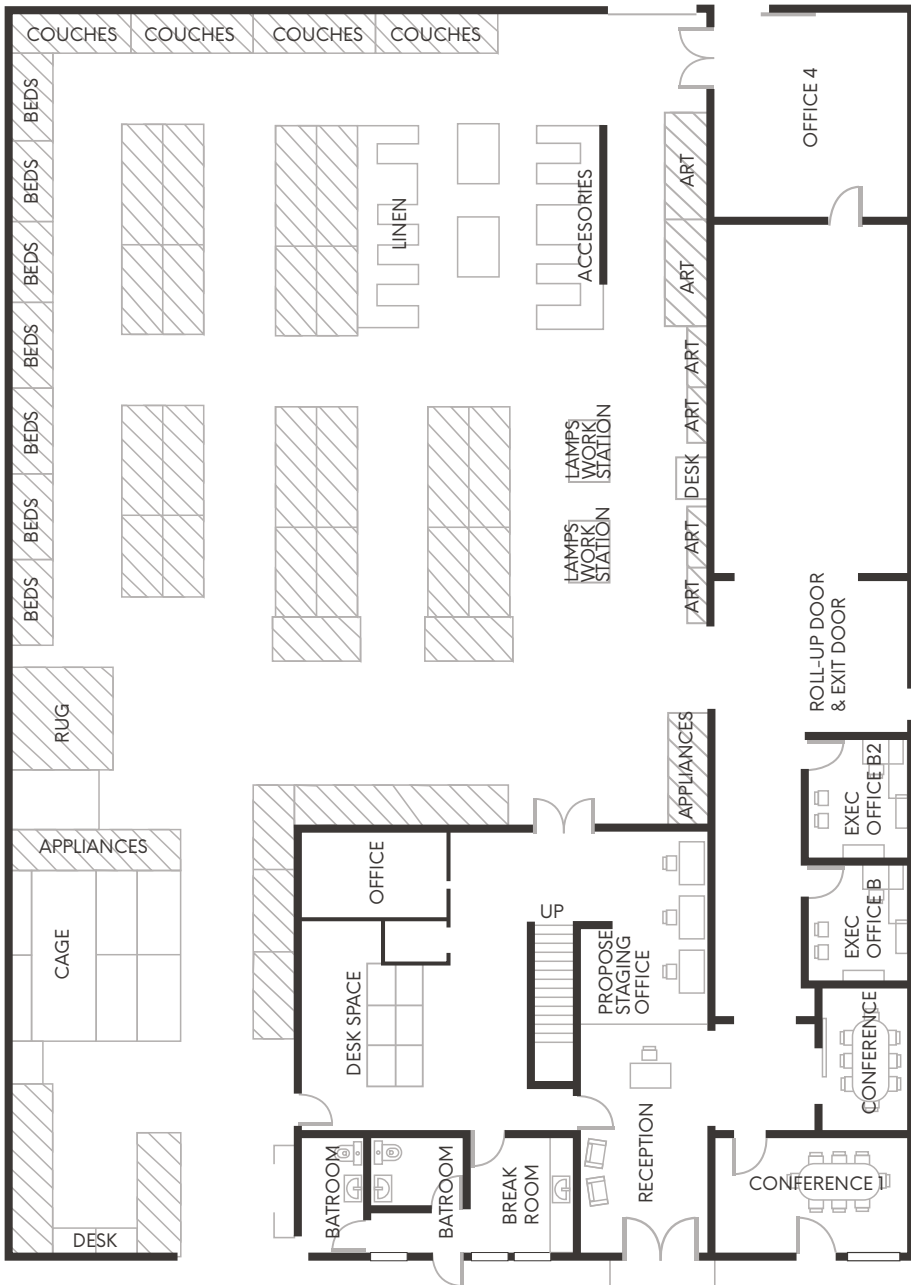 COUCHES
COUCHES
COUCHES
COUCHES
BEDS
BEDS
BEDS
BEDS
BEDS
BEDS
BEDS
OFFICE 4
ART
ART
ART
ART
DESK
ART
ART
LINEN
ACCESORIES
LAMPS
WORK
STATION
LAMPS
WORK
STATION
ROLL-UP DOOR
& EXIT DOOR
RUG
APPLIANCES
APPLIANCES
CAGE
OFFICE
UP
DESK SPACE
PROPOSE
STAGING
OFFICE
EXEC
OFFICE B2
EXEC
OFFICE B
CONFERENCE
RECEPTION
BATROOM
BATROOM
BREAK
ROOM
CONFERENCE 1
DESK